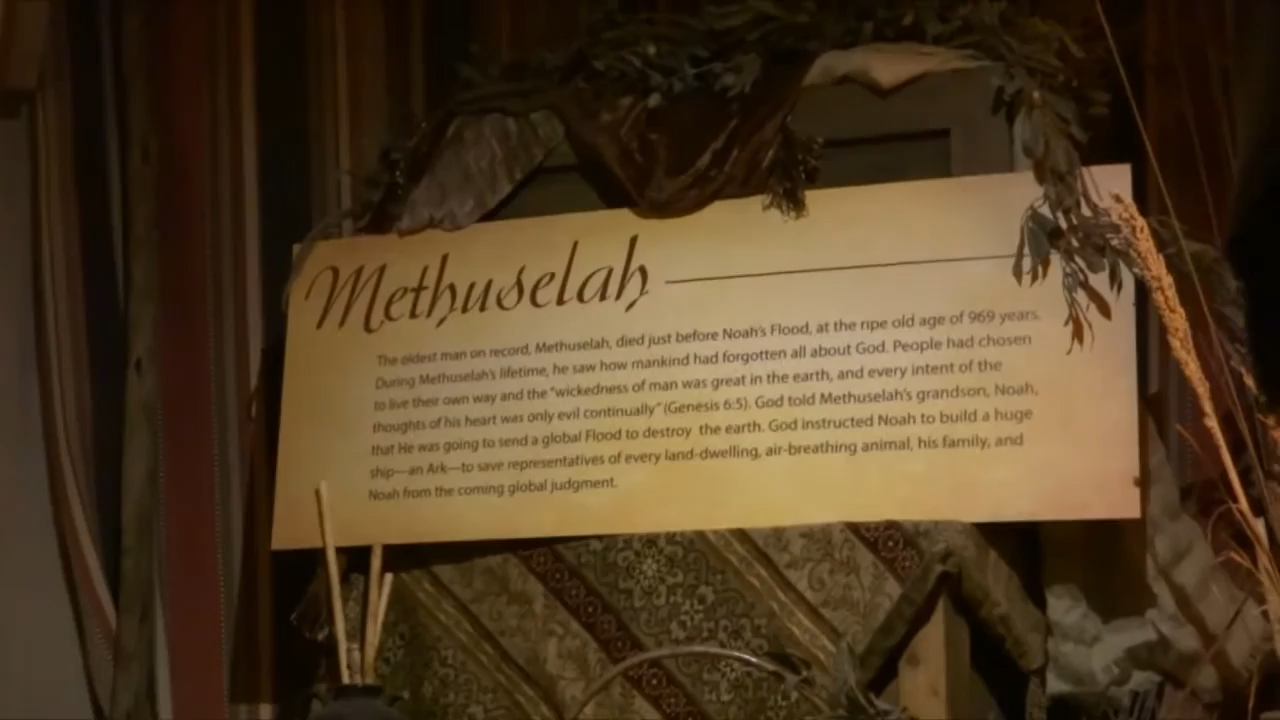 Methuselah
The oldest man on record, Methuselah, died just before Noah's Flood, at the ripe old age of 969 years.
During Methuselah's lifetime, he saw how mankind had forgotten all about God. People had chosen
to live their own way and the "wickedness of man was great in the earth, and every intent of the
thoughts of his heart was only evil continually" (Genesis 6:5). God told Methuselah's grandson, Noah,
that He was going to send a global Flood to destroy the earth. God instructed Noah to build a huge
ship—an Ark—to save representatives of every land-dwelling, air-breathing animal, his family, and
Noah from the coming global judgment.